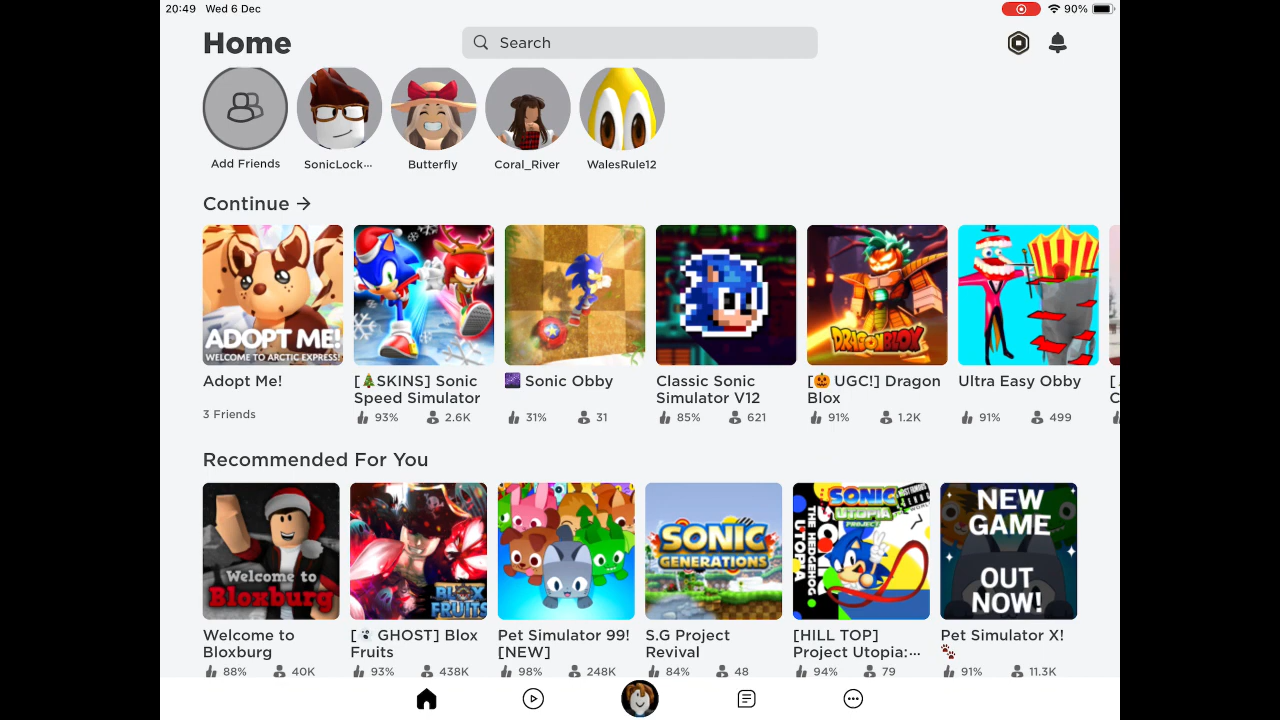 20:49 Wed 6 Dec 90%
Home Search
Add Friends SonicLock... Butterfly Coral_River WalesRule12
Continue →
ADOPT ME!
WELCOME TO ARCTIC EXPRESS!
DRAGON BLOX
Adopt Me! [🎄SKINS] Sonic Speed Simulator 🌌 Sonic Obby Classic Sonic Simulator V12 [🎃 UGC!] Dragon Blox Ultra Easy Obby
3 Friends 93% 2.6K 31% 31 85% 621 91% 1.2K 91% 499
Recommended For You
Welcome to
Bloxburg
BLOX
FRUITS
SONIC
GENERATIONS
SONIC
UTOPIA
PROJECT
THE HEDGEHOG
UTOPIA
NEW
GAME
OUT
NOW!
Welcome to Bloxburg [👻 GHOST] Blox Fruits Pet Simulator 99! [NEW] S.G Project Revival [HILL TOP] Project Utopia:... Pet Simulator X! 🐾
88% 40K 93% 438K 98% 248K 84% 48 94% 79 91% 11.3K